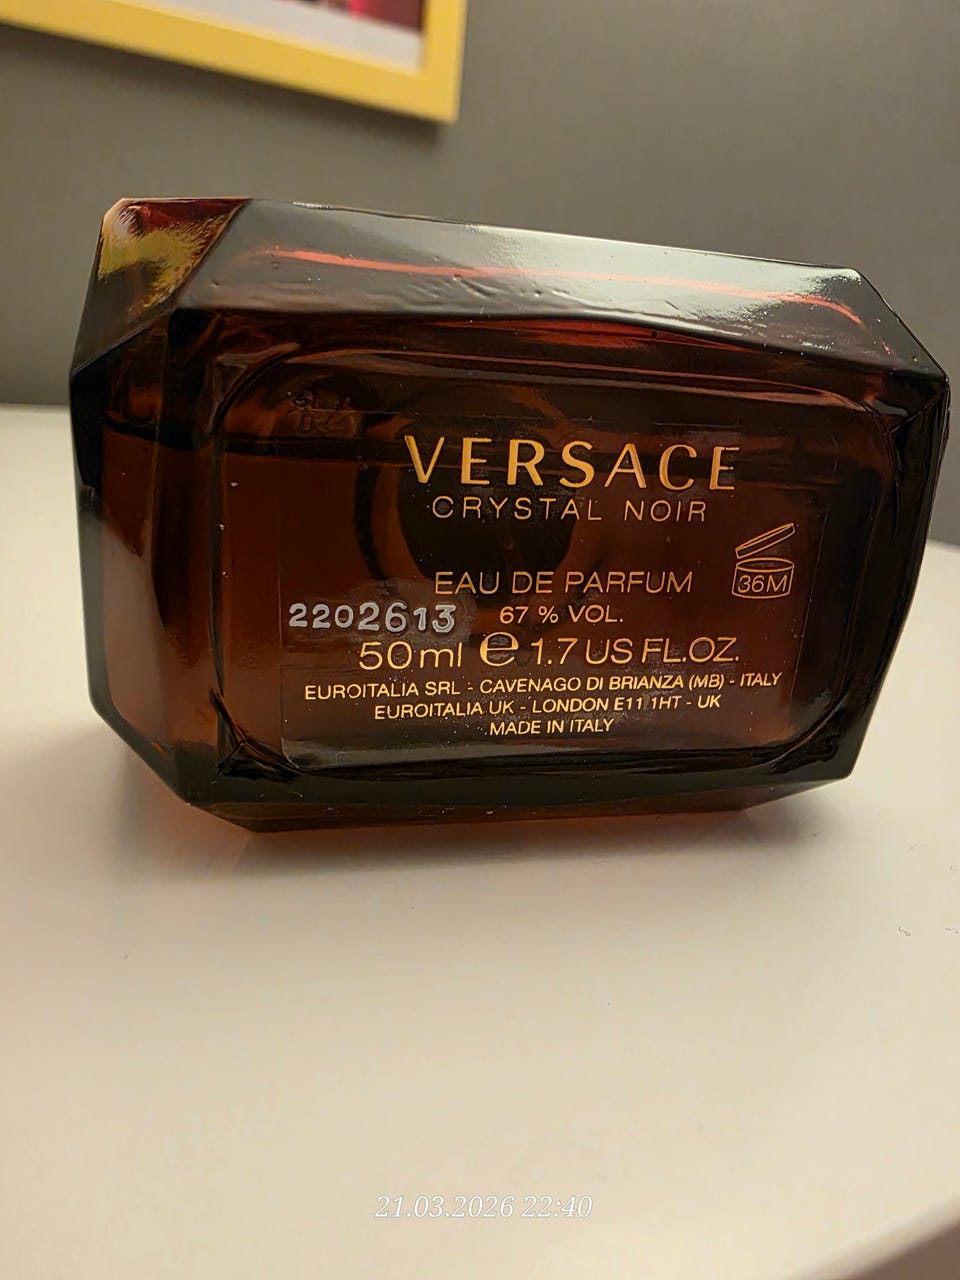 VERSACE
CRYSTAL NOIR
36M
EAU DE PARFUM
2202613 67 % VOL.
50ml ℮ 1.7 US FL.OZ.
EUROITALIA SRL - CAVENAGO DI BRIANZA (MB) - ITALY
EUROITALIA UK - LONDON E11 1HT - UK
MADE IN ITALY
21.03.2026 22:40